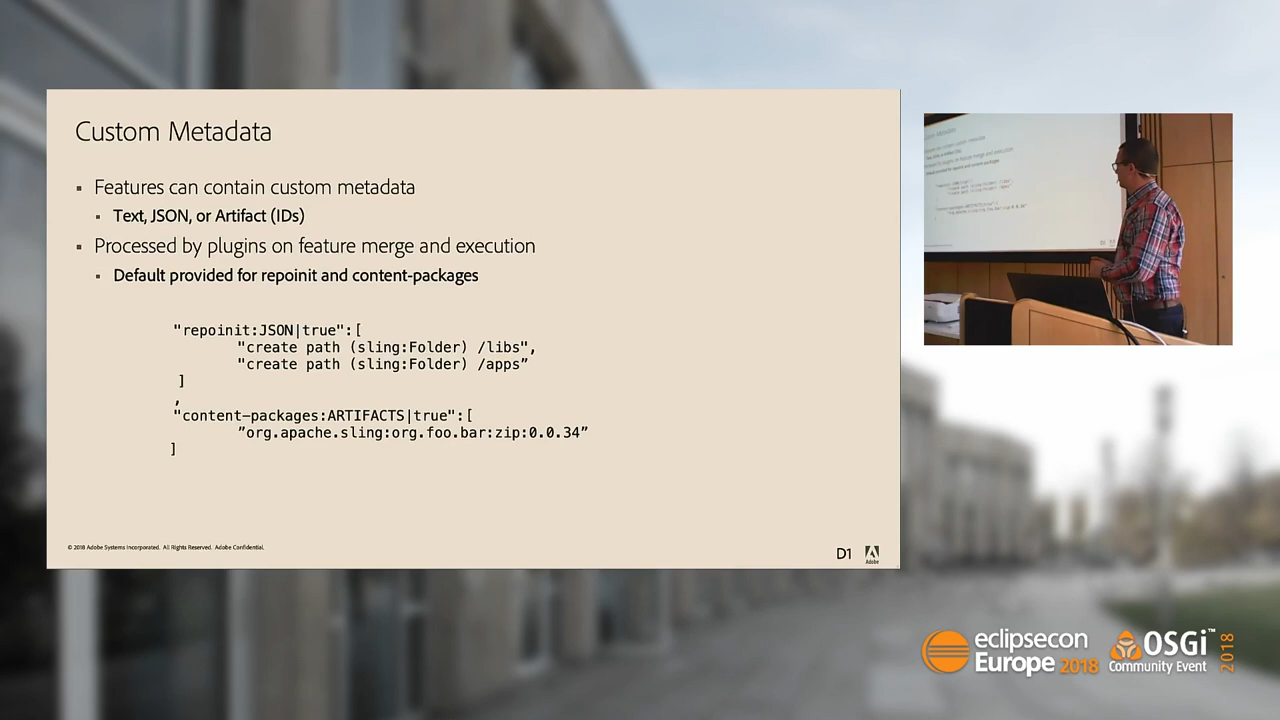 Custom Metadata
▪ Features can contain custom metadata
▪ Text, JSON, or Artifact (IDs)
▪ Processed by plugins on feature merge and execution
▪ Default provided for repoinit and content-packages
"repoinit:JSON|true":[
"create path (sling:Folder) /libs",
"create path (sling:Folder) /apps”
]
,
"content-packages:ARTIFACTS|true":[
”org.apache.sling:org.foo.bar:zip:0.0.34”
]
© 2018 Adobe Systems Incorporated. All Rights Reserved. Adobe Confidential.
D1
Adobe
eclipsecon
Europe 2018
OSGi™
Community Event
2018